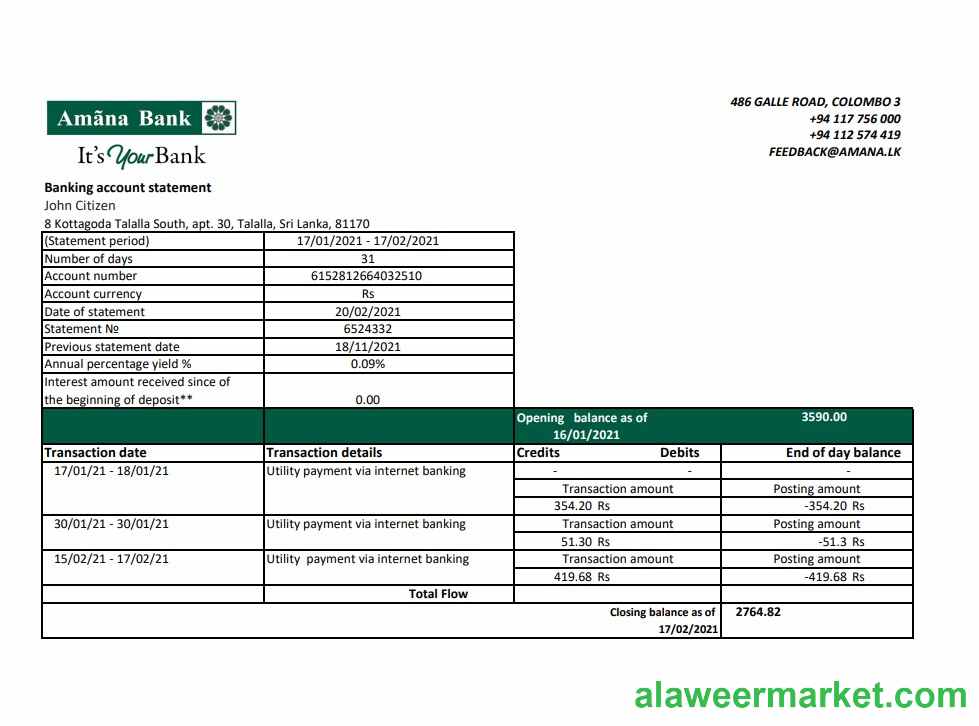 Amãna Bank
It's Your Bank
486 GALLE ROAD, COLOMBO 3
+94 117 756 000
+94 112 574 419
FEEDBACK@AMANA.LK
Banking account statement
John Citizen
8 Kottagoda Talalla South, apt. 30, Talalla, Sri Lanka, 81170
(Statement period) 17/01/2021 - 17/02/2021
Number of days 31
Account number 6152812664032510
Account currency Rs
Date of statement 20/02/2021
Statement № 6524332
Previous statement date 18/11/2021
Annual percentage yield % 0.09%
Interest amount received since of
the beginning of deposit** 0.00
Opening balance as of 3590.00
16/01/2021
Transaction date Transaction details Credits Debits End of day balance
17/01/21 - 18/01/21 Utility payment via internet banking - - -
Transaction amount Posting amount
354.20 Rs -354.20 Rs
30/01/21 - 30/01/21 Utility payment via internet banking Transaction amount Posting amount
51.30 Rs -51.3 Rs
15/02/21 - 17/02/21 Utility payment via internet banking Transaction amount Posting amount
419.68 Rs -419.68 Rs
Total Flow
Closing balance as of 2764.82
17/02/2021
alaweermarket.com